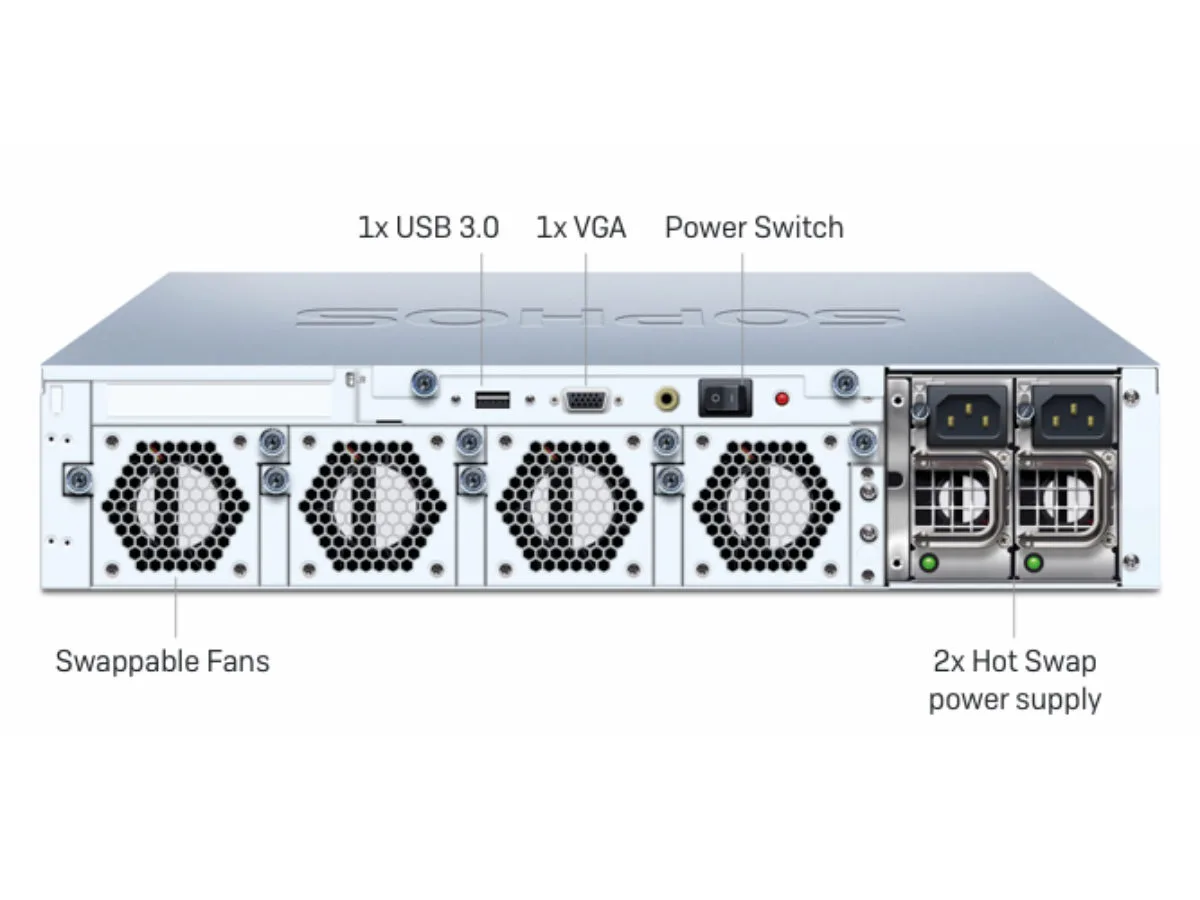 1x USB 3.0
1x VGA
Power Switch
SOPHOS
Swappable Fans
2x Hot Swap
power supply